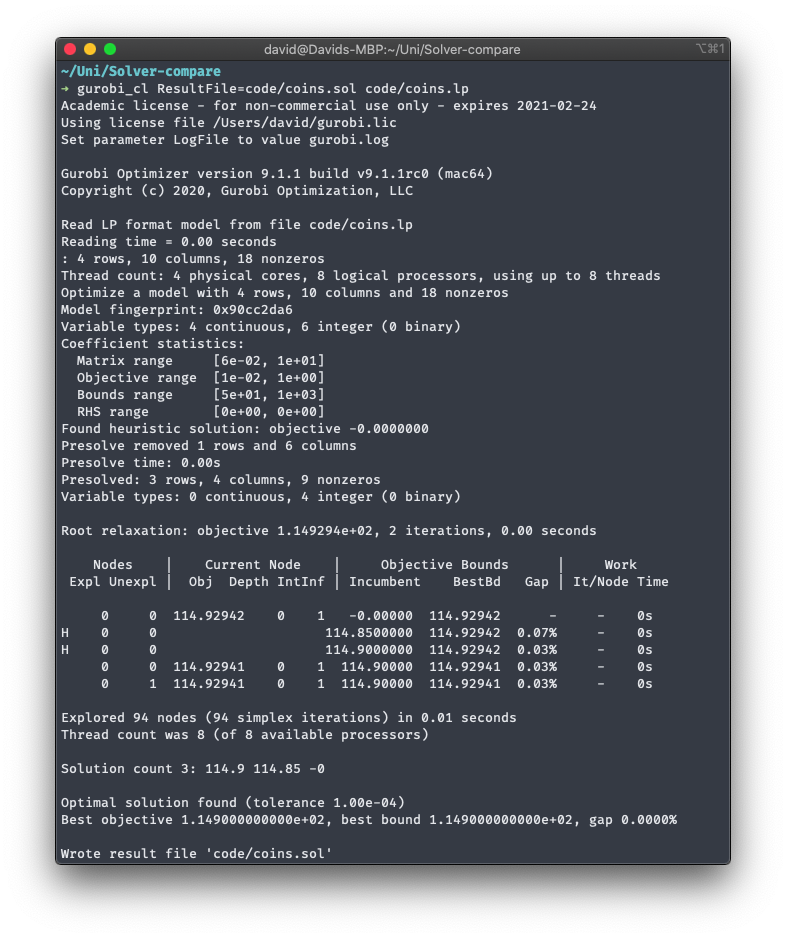 david@Davids-MBP:~/Uni/Solver-compare ⌥⌘1
~/Uni/Solver-compare
→ gurobi_cl ResultFile=code/coins.sol code/coins.lp
Academic license - for non-commercial use only - expires 2021-02-24
Using license file /Users/david/gurobi.lic
Set parameter LogFile to value gurobi.log

Gurobi Optimizer version 9.1.1 build v9.1.1rc0 (mac64)
Copyright (c) 2020, Gurobi Optimization, LLC

Read LP format model from file code/coins.lp
Reading time = 0.00 seconds
: 4 rows, 10 columns, 18 nonzeros
Thread count: 4 physical cores, 8 logical processors, using up to 8 threads
Optimize a model with 4 rows, 10 columns and 18 nonzeros
Model fingerprint: 0x90cc2da6
Variable types: 4 continuous, 6 integer (0 binary)
Coefficient statistics:
  Matrix range     [6e-02, 1e+01]
  Objective range  [1e-02, 1e+00]
  Bounds range     [5e+01, 1e+03]
  RHS range        [0e+00, 0e+00]
Found heuristic solution: objective -0.0000000
Presolve removed 1 rows and 6 columns
Presolve time: 0.00s
Presolved: 3 rows, 4 columns, 9 nonzeros
Variable types: 0 continuous, 4 integer (0 binary)

Root relaxation: objective 1.149294e+02, 2 iterations, 0.00 seconds

    Nodes    |    Current Node    |     Objective Bounds      |     Work
 Expl Unexpl |  Obj  Depth IntInf | Incumbent    BestBd   Gap | It/Node Time

     0     0  114.92942    0    1   -0.00000  114.92942      -     -    0s
H    0     0                     114.8500000  114.92942  0.07%     -    0s
H    0     0                     114.9000000  114.92942  0.03%     -    0s
     0     0  114.92941    0    1  114.90000  114.92941  0.03%     -    0s
     0     1  114.92941    0    1  114.90000  114.92941  0.03%     -    0s

Explored 94 nodes (94 simplex iterations) in 0.01 seconds
Thread count was 8 (of 8 available processors)

Solution count 3: 114.9 114.85 -0

Optimal solution found (tolerance 1.00e-04)
Best objective 1.149000000000e+02, best bound 1.149000000000e+02, gap 0.0000%

Wrote result file 'code/coins.sol'